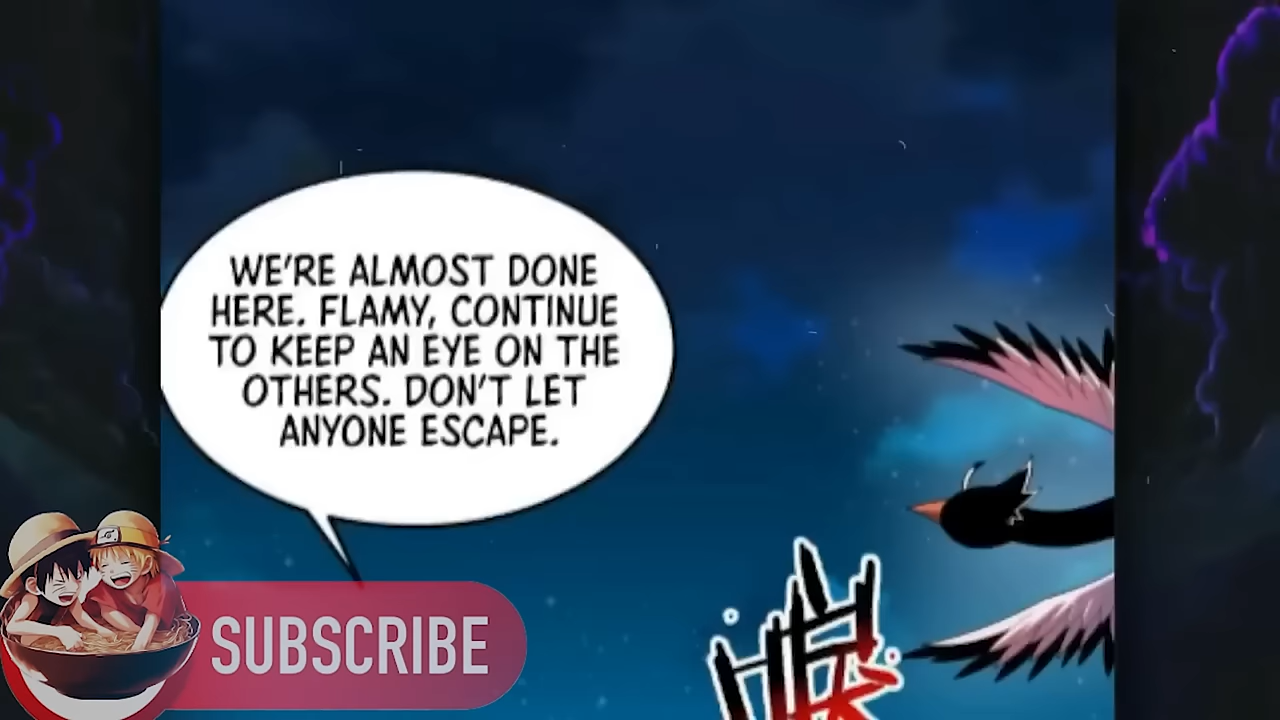 WE'RE ALMOST DONE
HERE. FLAMY, CONTINUE
TO KEEP AN EYE ON THE
OTHERS. DON'T LET
ANYONE ESCAPE.
SUBSCRIBE